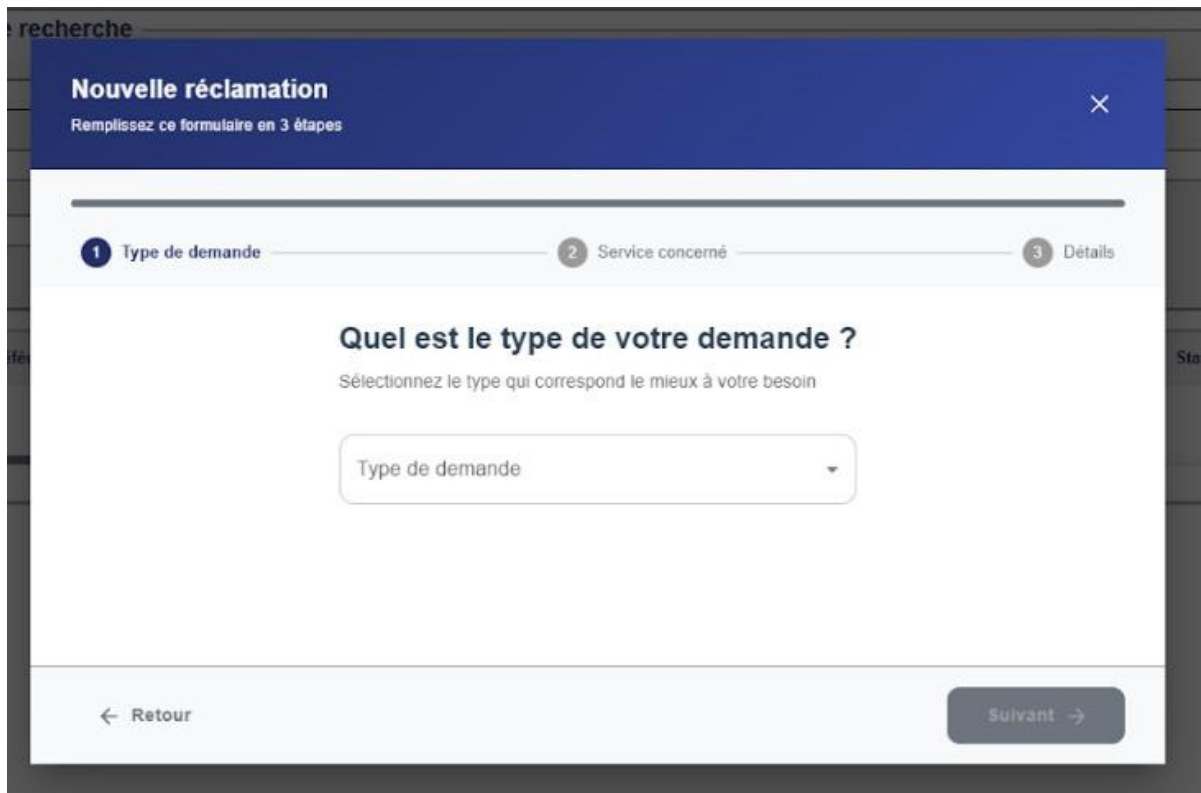 recherche
Nouvelle réclamation
Remplissez ce formulaire en 3 étapes
1 Type de demande 2 Service concerné 3 Détails
Quel est le type de votre demande ?
Sélectionnez le type qui correspond le mieux à votre besoin
Type de demande
← Retour
Suivant →